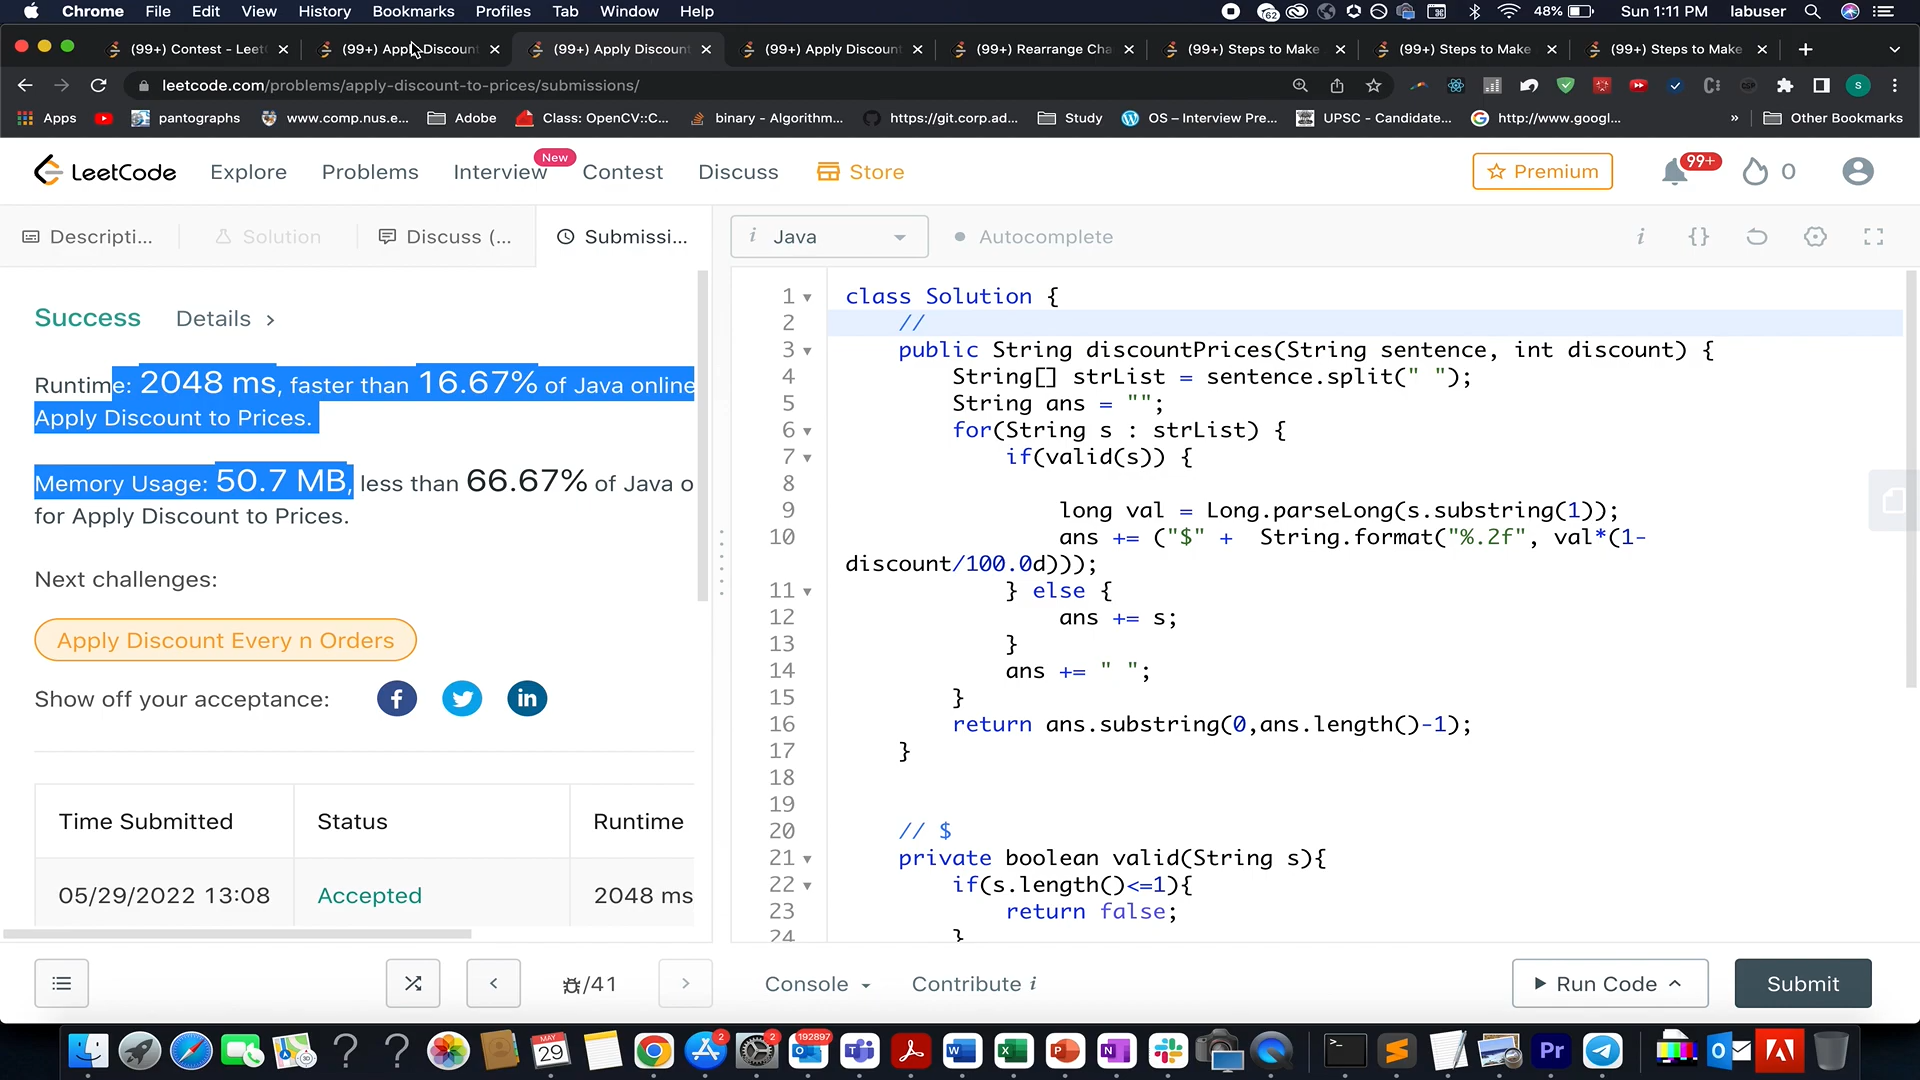 Chrome File Edit View History Bookmarks Profiles Tab Window Help 62 48% Sun 1:11 PM labuser
(99+) Contest - Leet (99+) Apply Discount (99+) Apply Discount (99+) Apply Discount (99+) Rearrange Cha (99+) Steps to Make (99+) Steps to Make (99+) Steps to Make
leetcode.com/problems/apply-discount-to-prices/submissions/
Apps pantographs www.comp.nus.e... Adobe Class: OpenCV::C... binary - Algorithm... https://git.corp.ad... Study OS – Interview Pre... UPSC - Candidate... http://www.googl... » Other Bookmarks
LeetCode Explore Problems Interview New Contest Discuss Store Premium 99+ 0
Descripti... Solution Discuss (... Submissi... i Java Autocomplete
Success Details >
Runtime: 2048 ms, faster than 16.67% of Java online
Apply Discount to Prices.
Memory Usage: 50.7 MB, less than 66.67% of Java o
for Apply Discount to Prices.
Next challenges:
Apply Discount Every n Orders
Show off your acceptance:
Time Submitted Status Runtime
05/29/2022 13:08 Accepted 2048 ms
1 class Solution {
2 //
3 public String discountPrices(String sentence, int discount) {
4 String[] strList = sentence.split(" ");
5 String ans = "";
6 for(String s : strList) {
7 if(valid(s)) {
8
9 long val = Long.parseLong(s.substring(1));
10 ans += ("$" + String.format("%.2f", val*(1-
discount/100.0d)));
11 } else {
12 ans += s;
13 }
14 ans += " ";
15 }
16 return ans.substring(0,ans.length()-1);
17 }
18
19
20 // $
21 private boolean valid(String s){
22 if(s.length()<=1){
23 return false;
24 }
/41 Console Contribute i Run Code Submit
MAY 29 2 2 192897